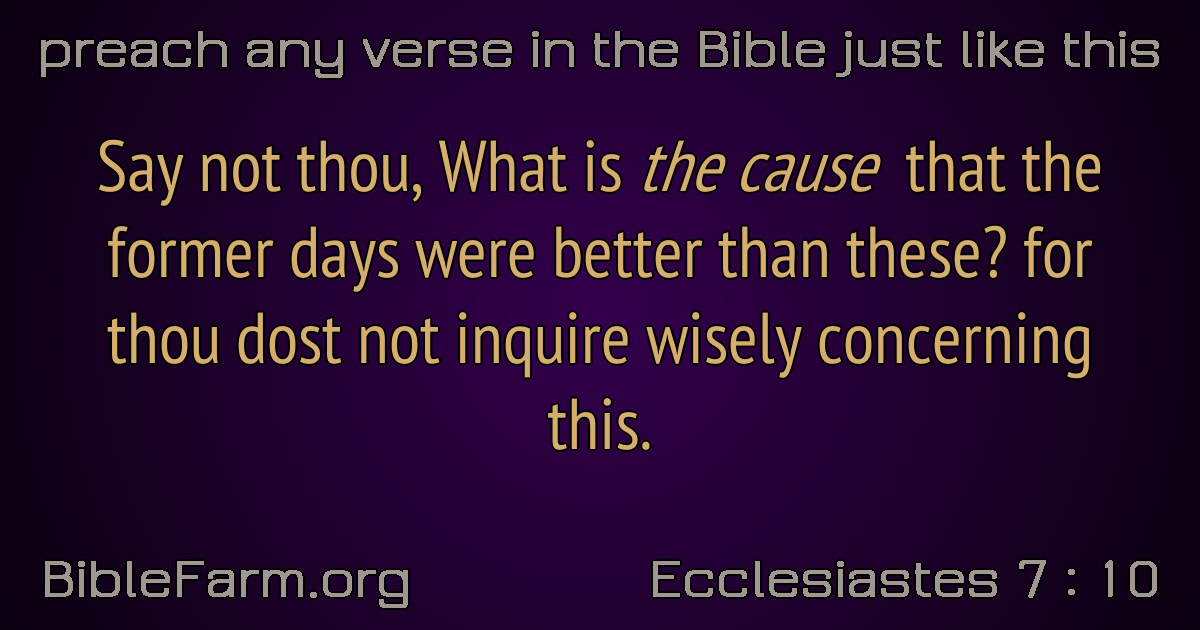 preach any verse in the Bible just like this
Say not thou, What is the cause that the
former days were better than these? for
thou dost not inquire wisely concerning
this.
BibleFarm.org
Ecclesiastes 7 : 10